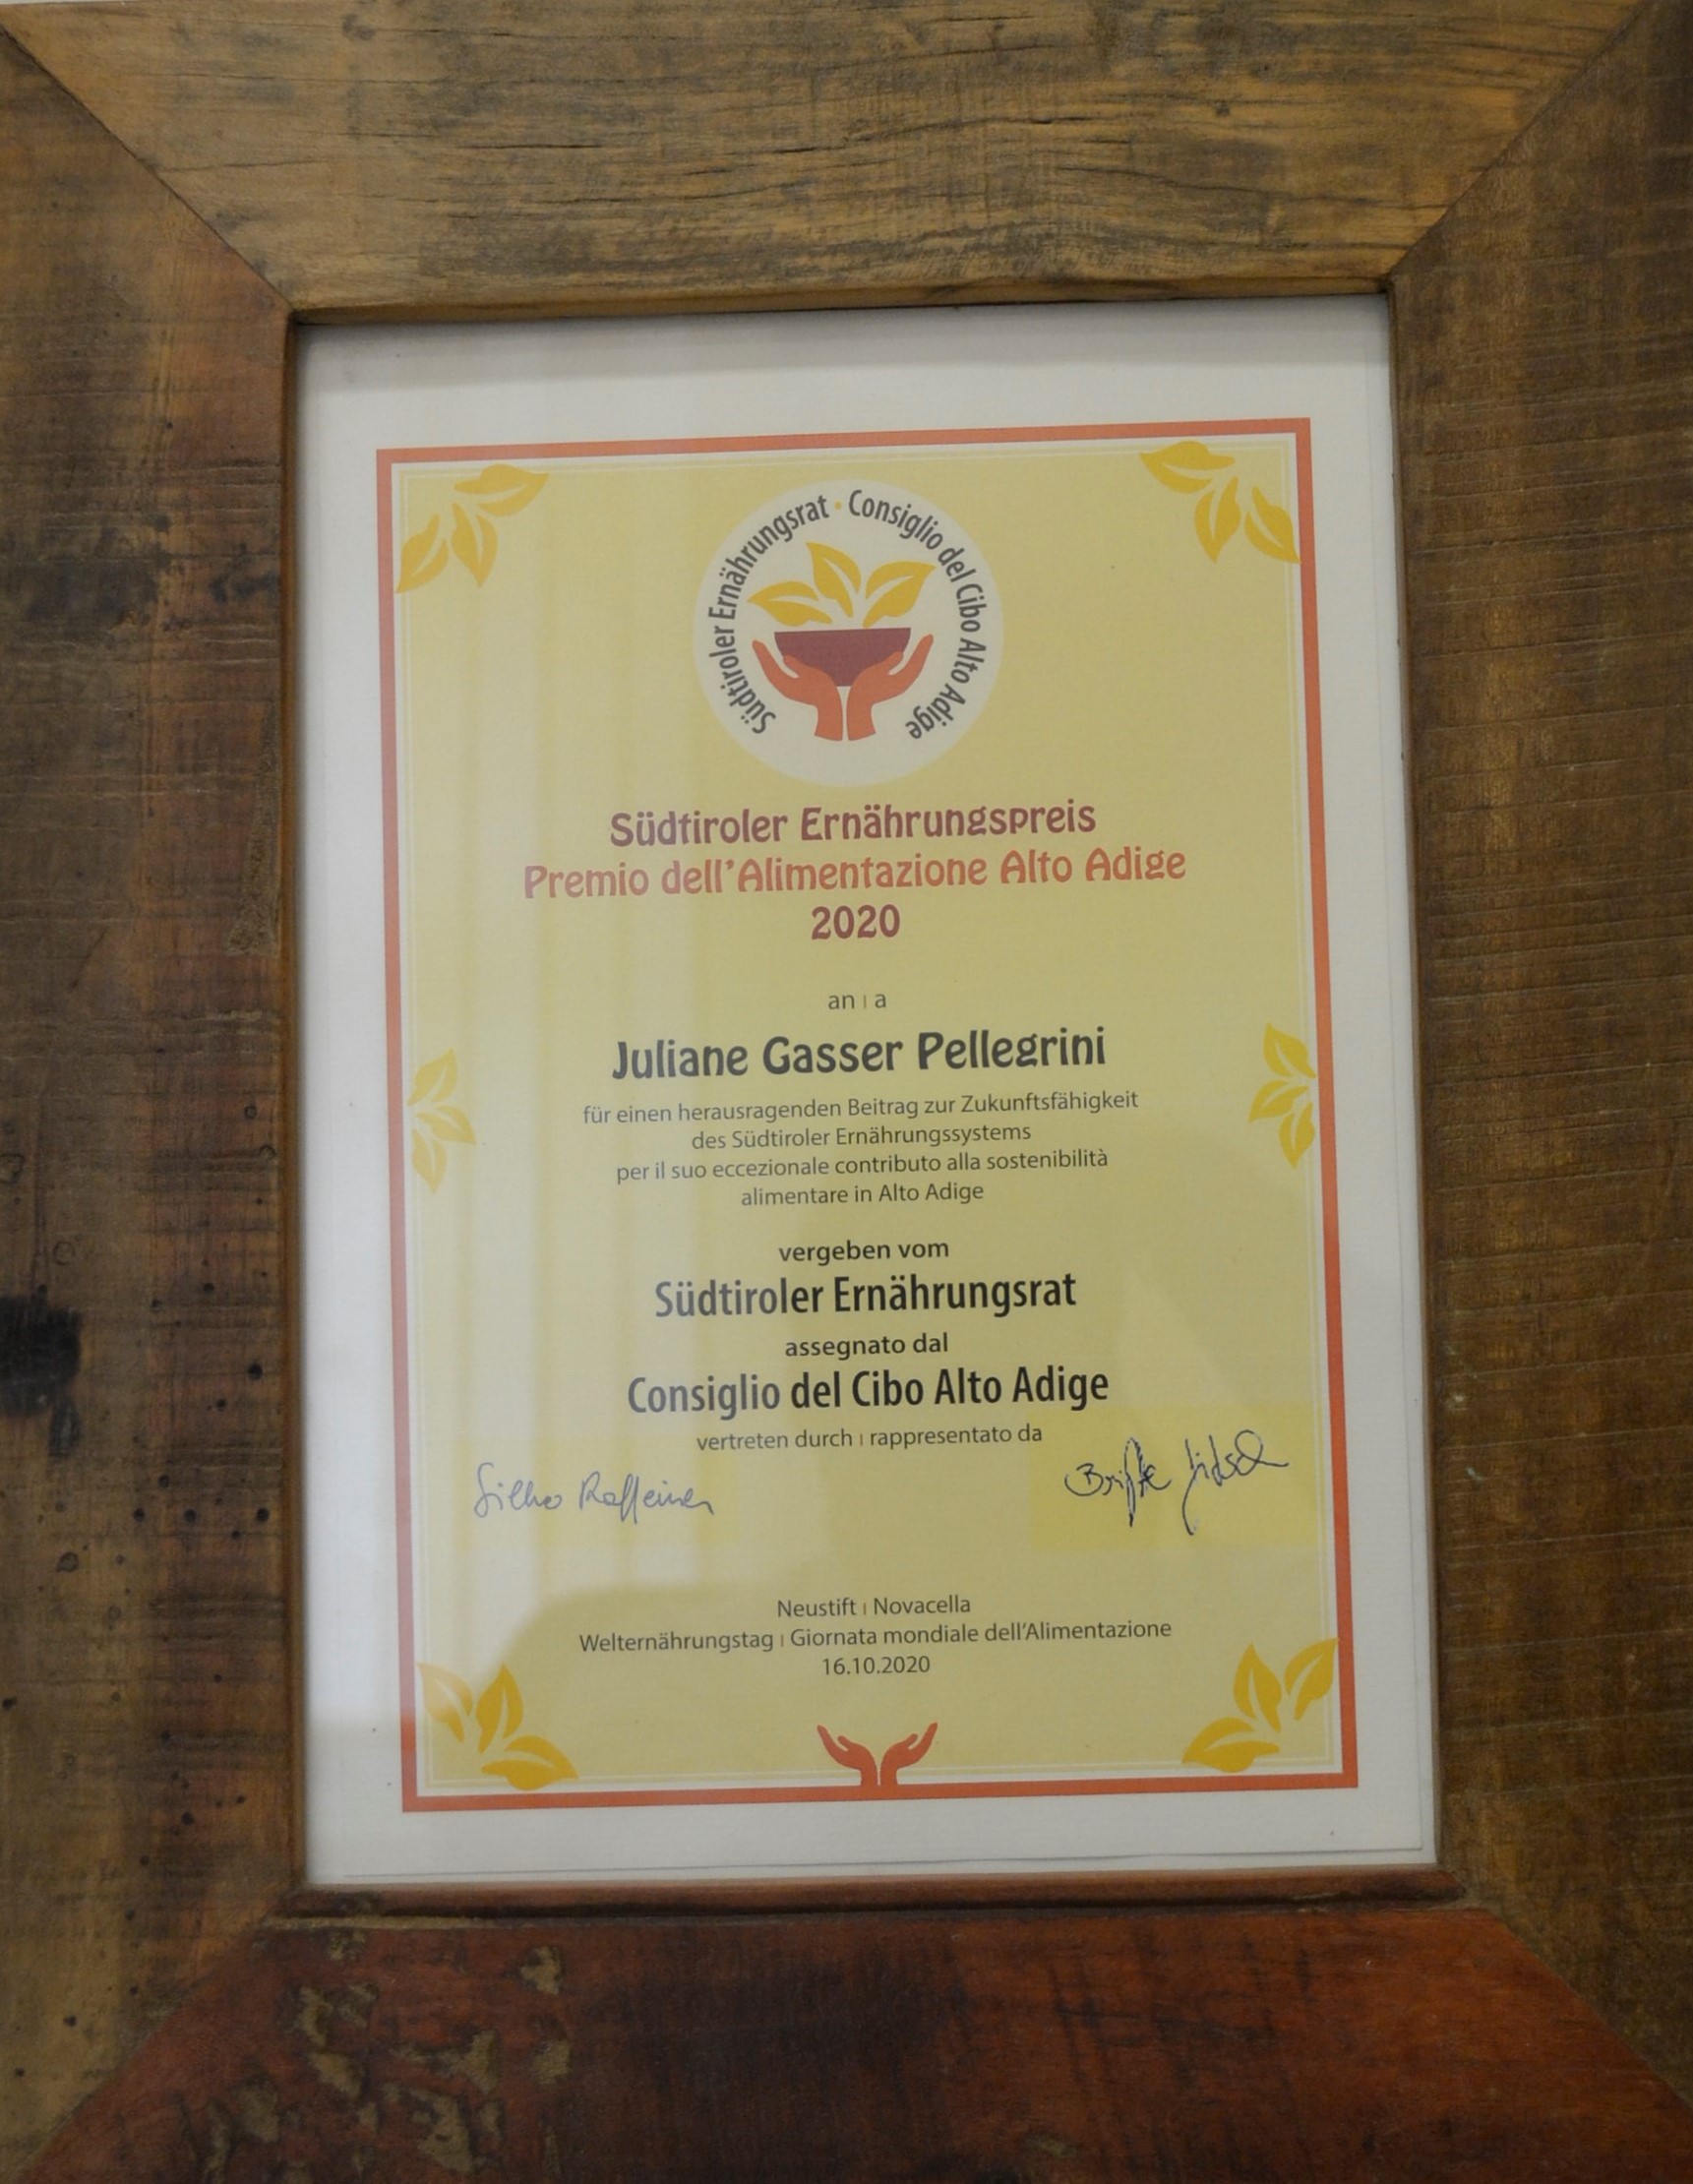 Südtiroler Ernährungsrat · Consiglio del Cibo Alto Adige
Südtiroler Ernährungspreis
Premio dell'Alimentazione Alto Adige
2020
an | a
Juliane Gasser Pellegrini
für einen herausragenden Beitrag zur Zukunftsfähigkeit
des Südtiroler Ernährungssystems
per il suo eccezionale contributo alla sostenibilità
alimentare in Alto Adige
vergeben vom
Südtiroler Ernährungsrat
assegnato dal
Consiglio del Cibo Alto Adige
vertreten durch | rappresentato da
Raffeiner
Neustift | Novacella
Welternährungstag | Giornata mondiale dell'Alimentazione
16.10.2020